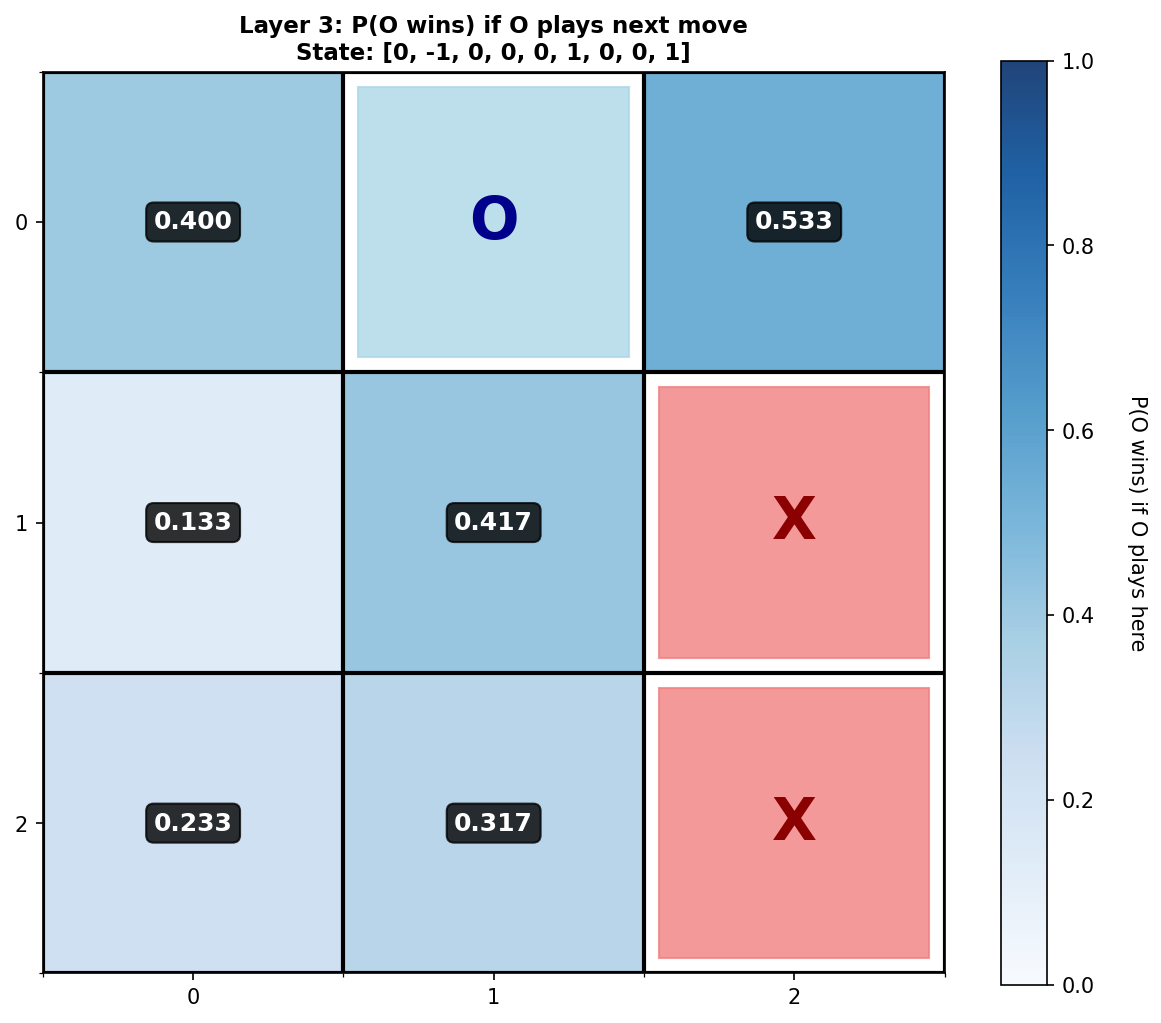 Layer 3: P(O wins) if O plays next move
State: [0, -1, 0, 0, 0, 1, 0, 0, 1]
0.400 O 0.533
0.133 0.417 X
0.233 0.317 X
0
1
2
0 1 2
1.0
0.8
0.6
0.4
0.2
0.0
P(O wins) if O plays here